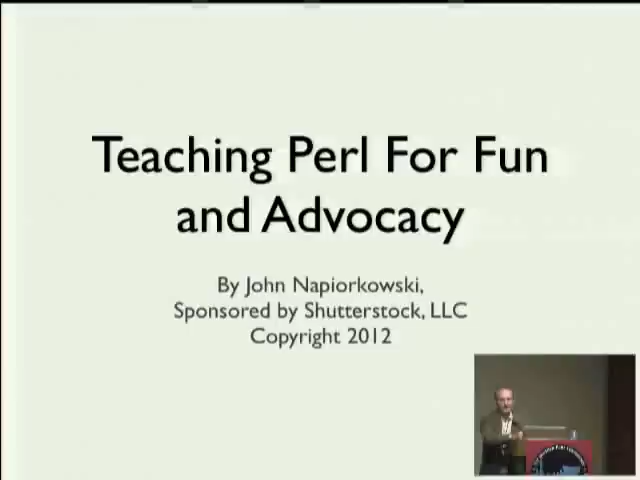 Teaching Perl For Fun
and Advocacy
By John Napiorkowski,
Sponsored by Shutterstock, LLC
Copyright 2012